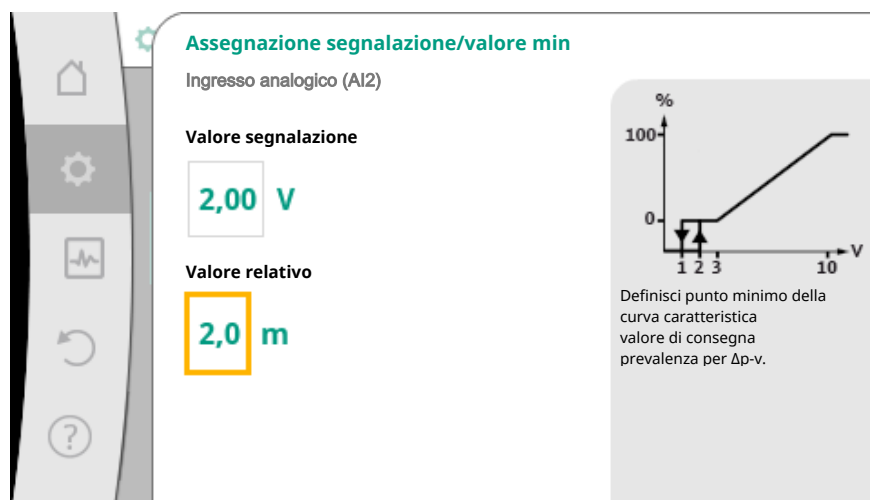 Assegnazione segnalazione/valore min
Ingresso analogico (AI2)
Valore segnalazione
2,00 V
Valore relativo
2,0 m
%
100
0
1 2 3 10 V
Definisci punto minimo della
curva caratteristica
valore di consegna
prevalenza per Δp-v.
?